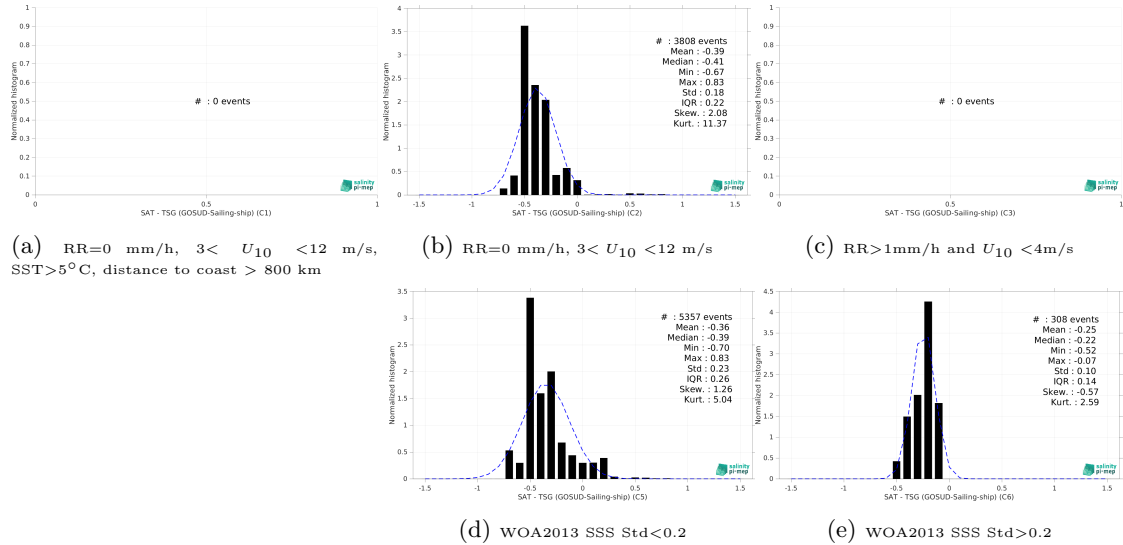 1
0.9
0.8
0.7
0.6
0.5
0.4
0.3
0.2
0.1
0
Normalized histogram
# : 0 events
salinity
pi-mep
0 0.5 1
SAT - TSG (GOSUD-Sailing-ship) (C1)
(a) RR=0 mm/h, 3< U10 <12 m/s,
SST>5°C, distance to coast > 800 km
4
3.5
3
2.5
2
1.5
1
0.5
0
Normalized histogram
# : 3808 events
Mean : -0.39
Median : -0.41
Min : -0.67
Max : 0.83
Std : 0.18
IQR : 0.22
Skew. : 2.08
Kurt. : 11.37
salinity
pi-mep
-1.5 -1 -0.5 0 0.5 1 1.5
SAT - TSG (GOSUD-Sailing-ship) (C2)
(b) RR=0 mm/h, 3< U10 <12 m/s
1
0.9
0.8
0.7
0.6
0.5
0.4
0.3
0.2
0.1
0
Normalized histogram
# : 0 events
salinity
pi-mep
0 0.5 1
SAT - TSG (GOSUD-Sailing-ship) (C3)
(c) RR>1mm/h and U10 <4m/s
3.5
3
2.5
2
1.5
1
0.5
0
Normalized histogram
# : 5357 events
Mean : -0.36
Median : -0.39
Min : -0.70
Max : 0.83
Std : 0.23
IQR : 0.26
Skew. : 1.26
Kurt. : 5.04
salinity
pi-mep
-1.5 -1 -0.5 0 0.5 1 1.5
SAT - TSG (GOSUD-Sailing-ship) (C5)
(d) WOA2013 SSS Std<0.2
4.5
4
3.5
3
2.5
2
1.5
1
0.5
0
Normalized histogram
# : 308 events
Mean : -0.25
Median : -0.22
Min : -0.52
Max : -0.07
Std : 0.10
IQR : 0.14
Skew. : -0.57
Kurt. : 2.59
salinity
pi-mep
-1.5 -1 -0.5 0 0.5 1 1.5
SAT - TSG (GOSUD-Sailing-ship) (C6)
(e) WOA2013 SSS Std>0.2